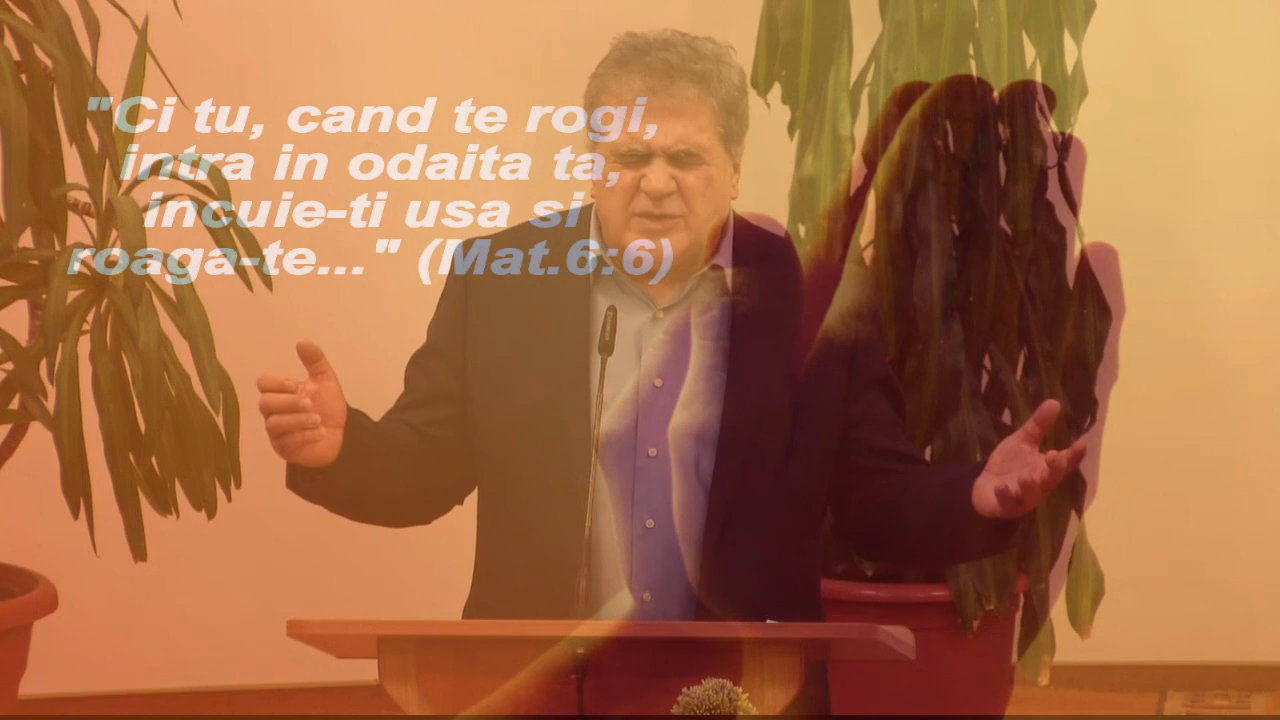 "Ci tu, cand te rogi,
intra in odaita ta,
incuie-ti usa si
roaga-te..." (Mat.6:6)